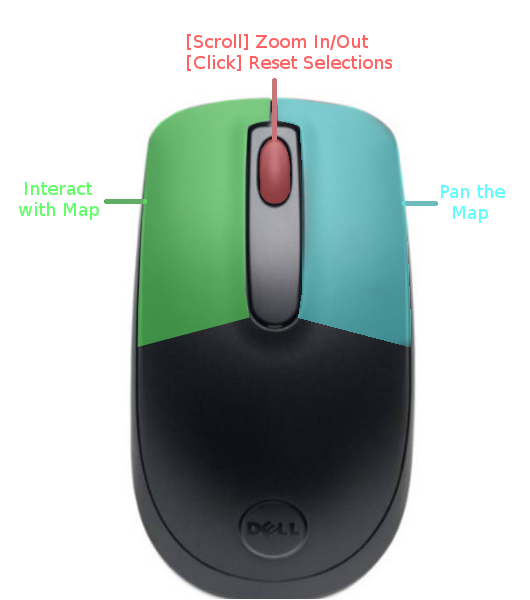 [Scroll] Zoom In/Out
[Click] Reset Selections
Interact
with Map
Pan the
Map
DELL